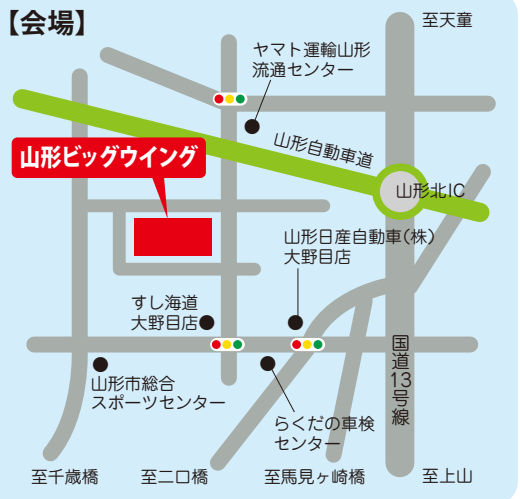 【会場】
至天童
ヤマト運輸山形
流通センター
山形自動車道
山形ビッグウイング
山形北IC
山形日産自動車(株)
大野目店
すし海道
大野目店
国道13号線
山形市総合
スポーツセンター
らくだの車検
センター
至千歳橋
至二口橋
至馬見ヶ崎橋
至上山